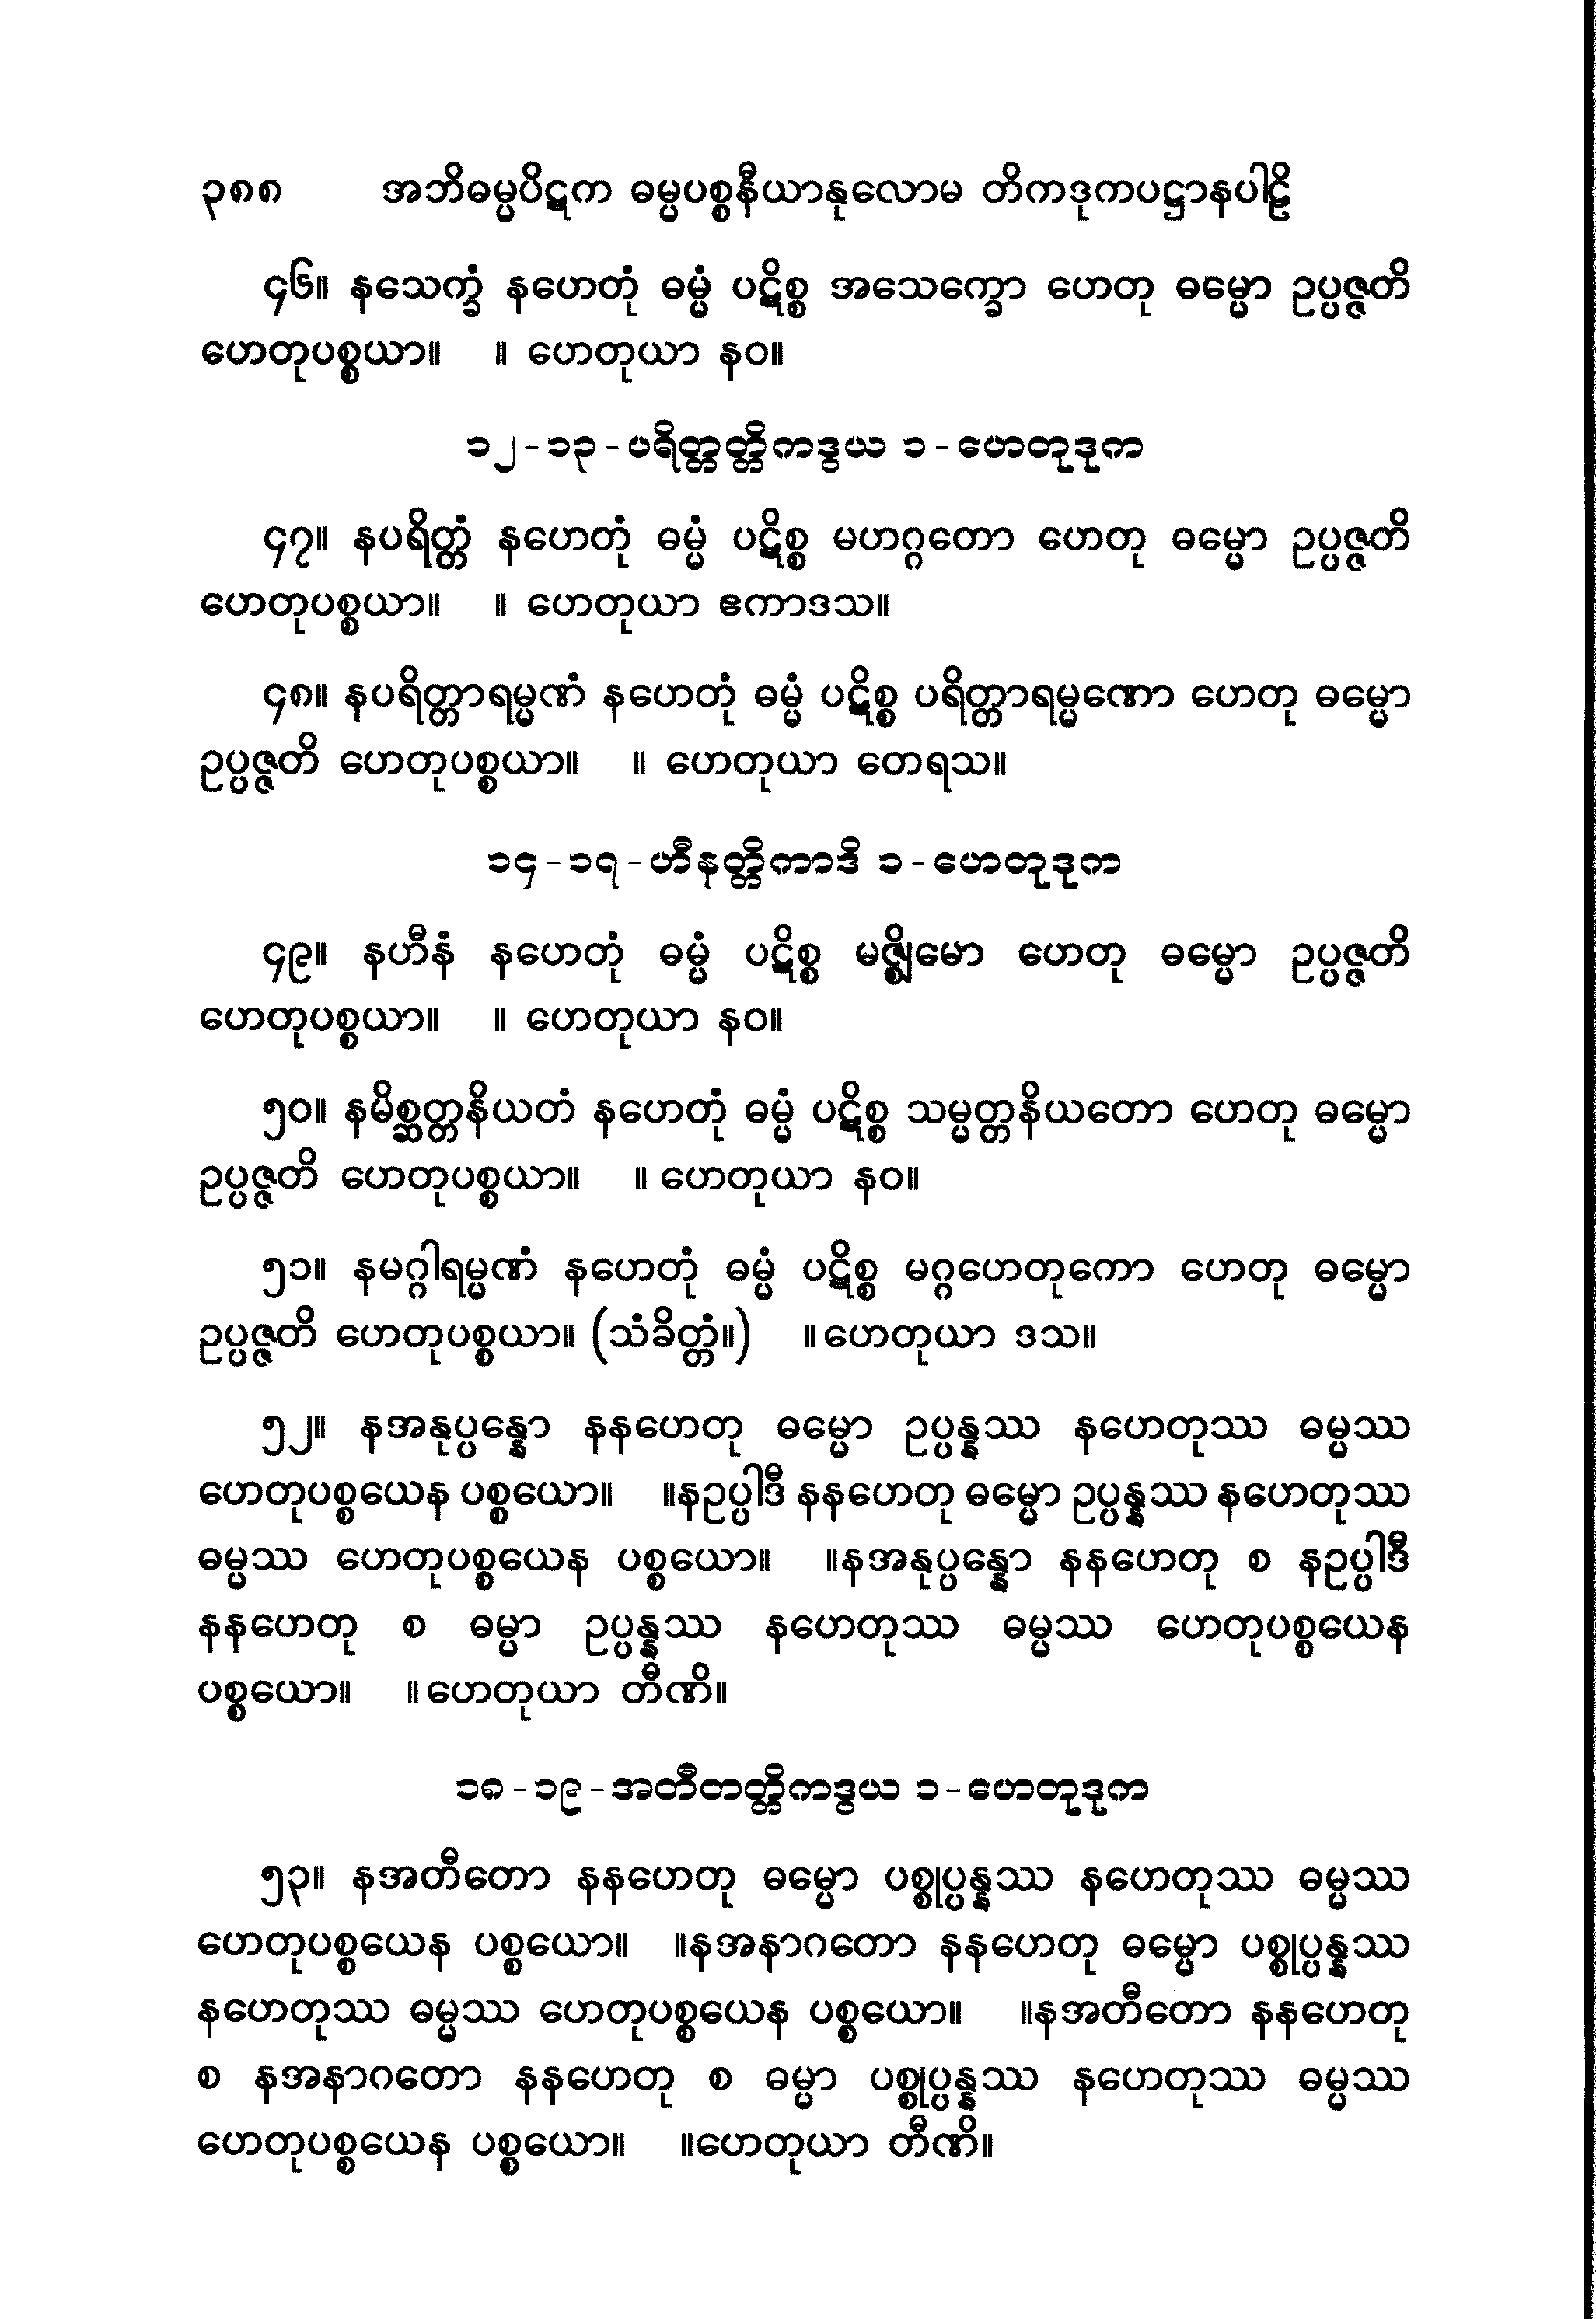 ၃၈၈ အဘိဓမ္မပိဋက ဓမ္မပစ္စနီယာနုလောမ တိကဒုကပဋ္ဌာနပါဠိ
၄၆။ နသေက္ခံ နဟေတုံ ဓမ္မံ ပဋိစ္စ အသေက္ခော ဟေတု ဓမ္မော ဥပ္ပဇ္ဇတိ
ဟေတုပစ္စယာ။ ။ ဟေတုယာ နဝ။
၁၂-၁၃-ပရိတ္တတ္တိကဒွယ ၁-ဟေတုဒုက
၄၇။ နပရိတ္တံ နဟေတုံ ဓမ္မံ ပဋိစ္စ မဟဂ္ဂတော ဟေတု ဓမ္မော ဥပ္ပဇ္ဇတိ
ဟေတုပစ္စယာ။ ။ ဟေတုယာ ဧကာဒသ။
၄၈။ နပရိတ္တာရမ္မဏံ နဟေတုံ ဓမ္မံ ပဋိစ္စ ပရိတ္တာရမ္မဏော ဟေတု ဓမ္မော
ဥပ္ပဇ္ဇတိ ဟေတုပစ္စယာ။ ။ ဟေတုယာ တေရသ။
၁၄-၁၇-ဟီနတ္တိကာဒိ ၁-ဟေတုဒုက
၄၉။ နဟီနံ နဟေတုံ ဓမ္မံ ပဋိစ္စ မဇ္ဈိမော ဟေတု ဓမ္မော ဥပ္ပဇ္ဇတိ
ဟေတုပစ္စယာ။ ။ ဟေတုယာ နဝ။
၅၀။ နမိစ္ဆတ္တနိယတံ နဟေတုံ ဓမ္မံ ပဋိစ္စ သမ္မတ္တနိယတော ဟေတု ဓမ္မော
ဥပ္ပဇ္ဇတိ ဟေတုပစ္စယာ။ ။ ဟေတုယာ နဝ။
၅၁။ နမဂ္ဂါရမ္မဏံ နဟေတုံ ဓမ္မံ ပဋိစ္စ မဂ္ဂဟေတုကော ဟေတု ဓမ္မော
ဥပ္ပဇ္ဇတိ ဟေတုပစ္စယာ။ (သံခိတ္တံ။) ။ဟေတုယာ ဒသ။
၅၂။ နအနုပ္ပန္နော နနဟေတု ဓမ္မော ဥပ္ပန္နဿ နဟေတုဿ ဓမ္မဿ
ဟေတုပစ္စယေန ပစ္စယော။ ။နဥပ္ပါဒီ နနဟေတု ဓမ္မော ဥပ္ပန္နဿ နဟေတုဿ
ဓမ္မဿ ဟေတုပစ္စယေန ပစ္စယော။ ။နအနုပ္ပန္နော နနဟေတု စ နဥပ္ပါဒီ
နနဟေတု စ ဓမ္မာ ဥပ္ပန္နဿ နဟေတုဿ ဓမ္မဿ ဟေတုပစ္စယေန
ပစ္စယော။ ။ဟေတုယာ တီဏိ။
၁၈-၁၉-အတီတတ္တိကဒွယ ၁-ဟေတုဒုက
၅၃။ နအတီတော နနဟေတု ဓမ္မော ပစ္စုပ္ပန္နဿ နဟေတုဿ ဓမ္မဿ
ဟေတုပစ္စယေန ပစ္စယော။ ။နအနာဂတော နနဟေတု ဓမ္မော ပစ္စုပ္ပန္နဿ
နဟေတုဿ ဓမ္မဿ ဟေတုပစ္စယေန ပစ္စယော။ ။နအတီတော နနဟေတု
စ နအနာဂတော နနဟေတု စ ဓမ္မာ ပစ္စုပ္ပန္နဿ နဟေတုဿ ဓမ္မဿ
ဟေတုပစ္စယေန ပစ္စယော။ ။ဟေတုယာ တီဏိ။